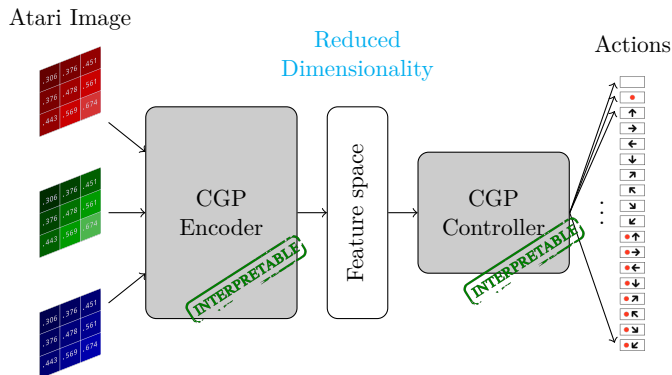 Atari Image
Reduced
Dimensionality
Actions
.306 .376 .451
.376 .478 .561
.443 .569 .674
.306 .376 .451
.376 .478 .561
.443 .569 .674
.306 .376 .451
.376 .478 .561
.443 .569 .674
CGP
Encoder
INTERPRETABLE
Feature space
CGP
Controller
INTERPRETABLE